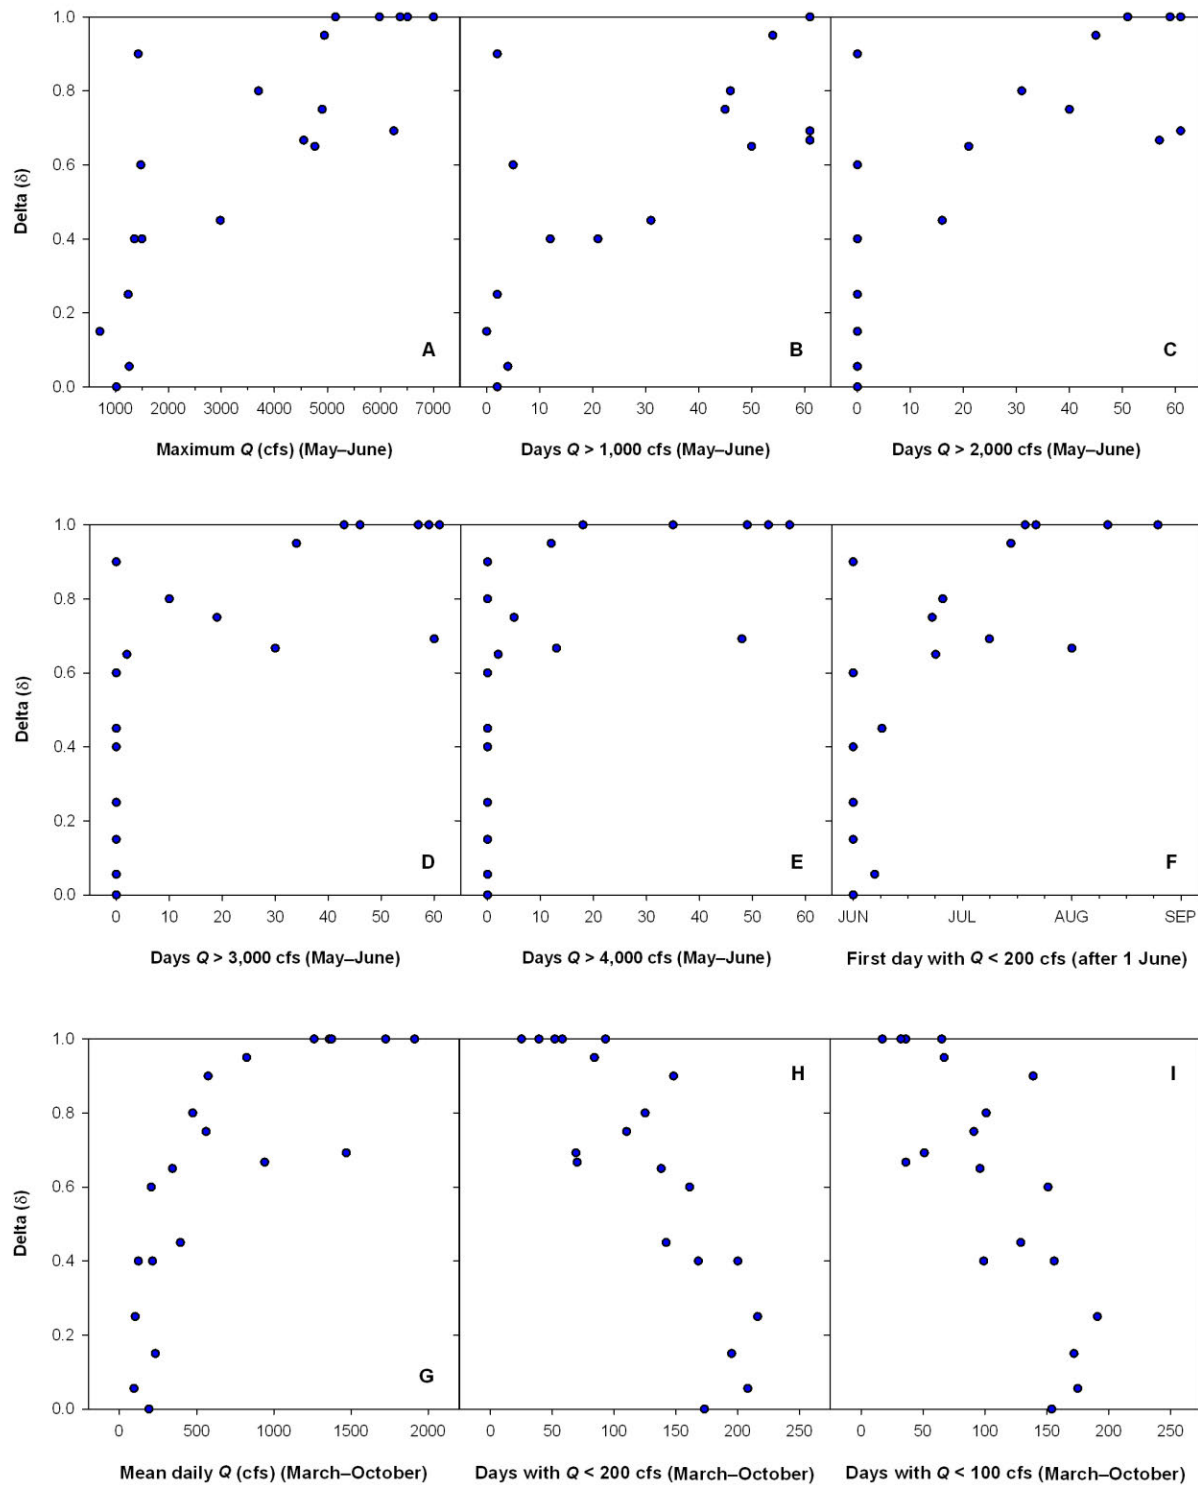 1.0
0.8
0.6
0.4
0.2
0.0
Delta (δ)
A
B
C
1000 2000 3000 4000 5000 6000 7000
0 10 20 30 40 50 60
0 10 20 30 40 50 60
Maximum Q (cfs) (May–June)
Days Q > 1,000 cfs (May–June)
Days Q > 2,000 cfs (May–June)
1.0
0.8
0.6
0.4
0.2
0.0
Delta (δ)
D
E
F
0 10 20 30 40 50 60
0 10 20 30 40 50 60
JUN JUL AUG SEP
Days Q > 3,000 cfs (May–June)
Days Q > 4,000 cfs (May–June)
First day with Q < 200 cfs (after 1 June)
1.0
0.8
0.6
0.4
0.2
0.0
Delta (δ)
G
H
I
0 500 1000 1500 2000
0 50 100 150 200 250
0 50 100 150 200 250
Mean daily Q (cfs) (March–October)
Days with Q < 200 cfs (March–October)
Days with Q < 100 cfs (March–October)